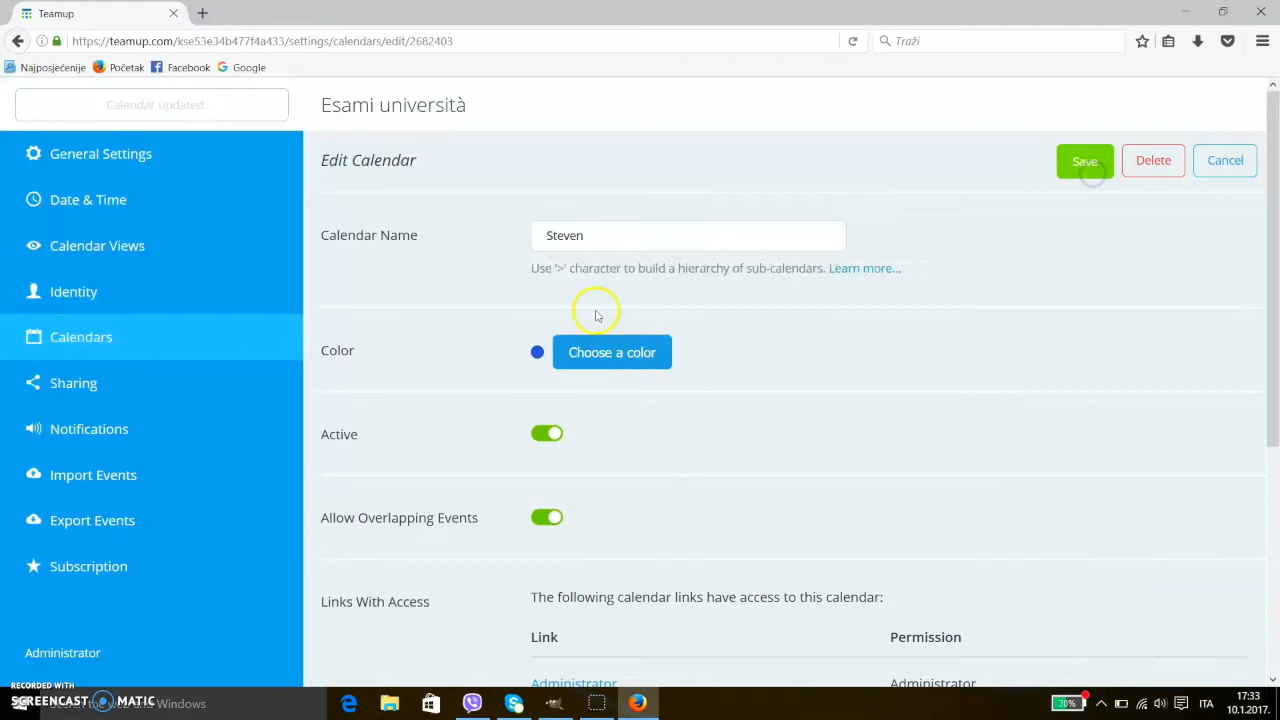 Teamup
https://teamup.com/kse53e34b477f4a433/settings/calendars/edit/2682403
Traži
Najposjećenije
Početak
Facebook
Google
Calendar updated.
Esami università
General Settings
Date & Time
Calendar Views
Identity
Calendars
Sharing
Notifications
Import Events
Export Events
Subscription
Administrator
Edit Calendar
Save
Delete
Cancel
Calendar Name
Steven
Use '>' character to build a hierarchy of sub-calendars. Learn more...
Color
Choose a color
Active
Allow Overlapping Events
Links With Access
The following calendar links have access to this calendar:
Link
Permission
Administrator
Administrator
RECORDED WITH
SCREENCAST MATIC
Windows
30%
ITA
17:33
10.1.2017.